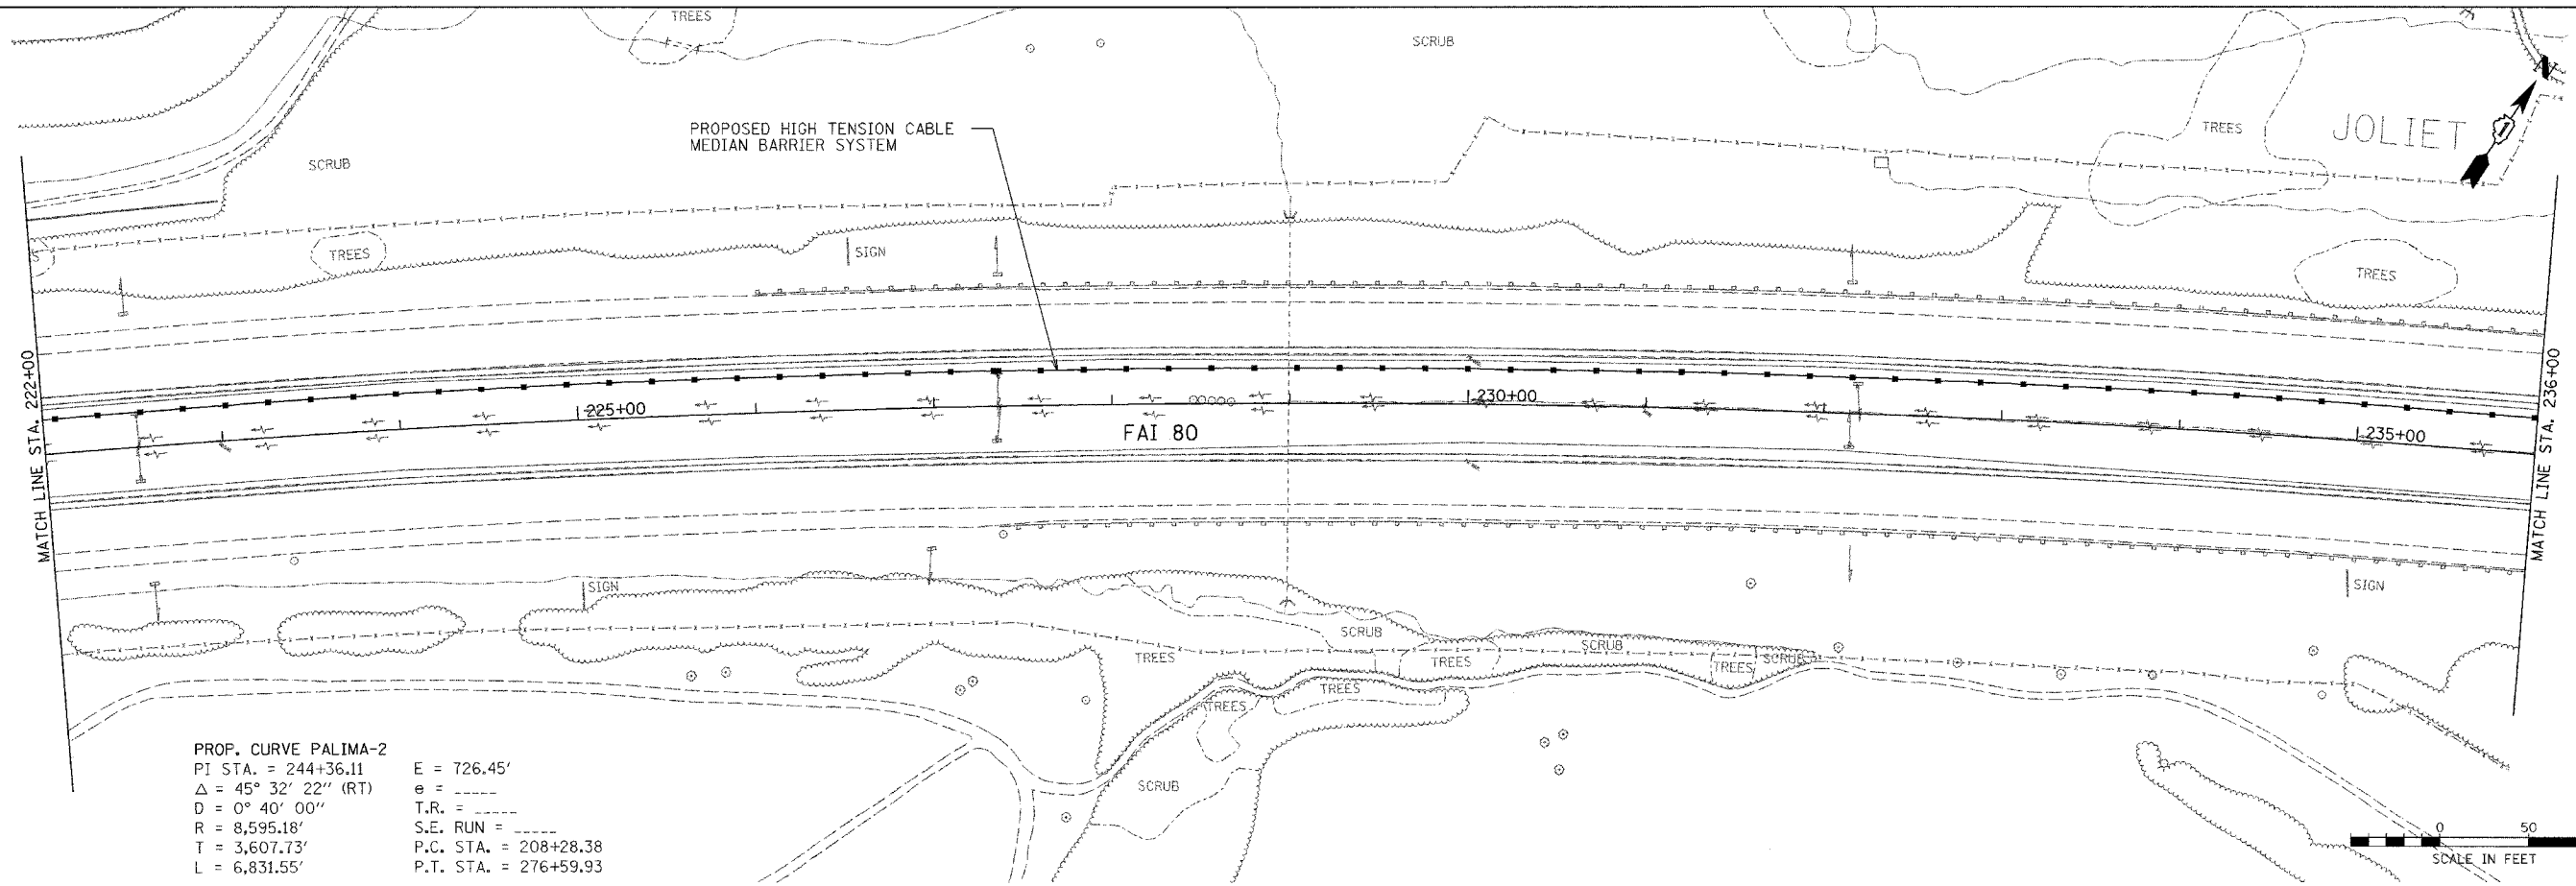 TREES
SCRUB
PROPOSED HIGH TENSION CABLE
MEDIAN BARRIER SYSTEM
TREES
JOLIET
N
SCRUB
TREES
S
SIGN
TREES
MATCH LINE STA. 222+00
225+00
230+00
235+00
FAI 80
MATCH LINE STA. 236+00
SIGN
SIGN
SCRUB
TREES
SCRUB
TREES
TREES
SCRUB
TREES
TREES
SCRUB
PROP. CURVE PALIMA-2
PI STA. = 244+36.11 E = 726.45'
Δ = 45° 32' 22" (RT) e = _____
D = 0° 40' 00" T.R. = _____
R = 8,595.18' S.E. RUN = _____
T = 3,607.73' P.C. STA. = 208+28.38
L = 6,831.55' P.T. STA. = 276+59.93
0 50
SCALE IN FEET